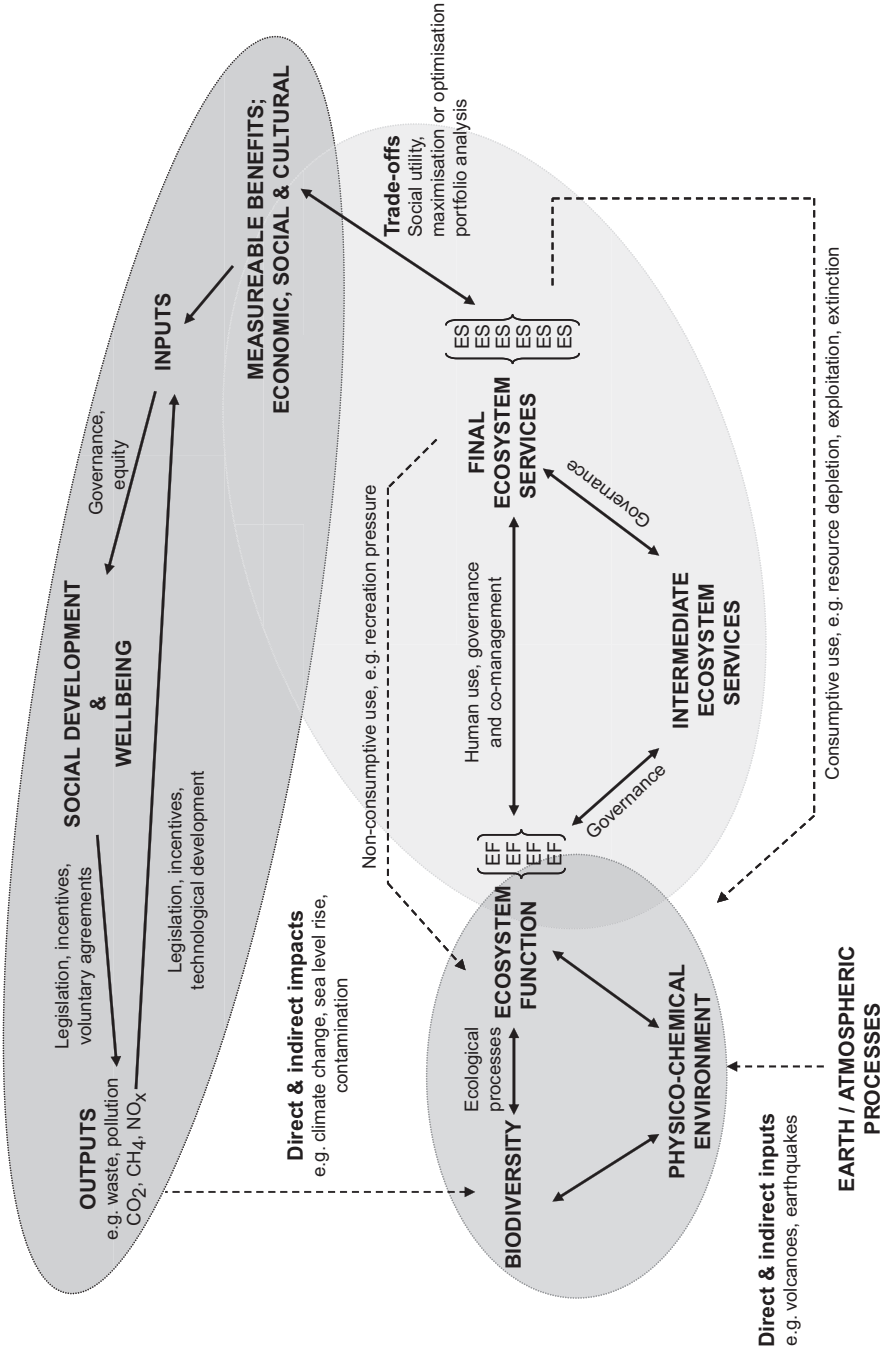 OUTPUTS
e.g. waste, pollution
CO2, CH4, NOx
Legislation, incentives,
voluntary agreements
SOCIAL DEVELOPMENT
&
WELLBEING
Governance,
equity
INPUTS
Legislation, incentives,
technological development
MEASUREABLE BENEFITS;
ECONOMIC, SOCIAL & CULTURAL
Direct & indirect impacts
e.g. climate change, sea level rise,
contamination
Non-consumptive use, e.g. recreation pressure
Trade-offs
Social utility,
maximisation or optimisation
portfolio analysis
BIODIVERSITY
Ecological
processes
ECOSYSTEM
FUNCTION
EF
EF
EF
EF
Human use, governance
and co-management
FINAL
ECOSYSTEM
SERVICES
ES
ES
ES
ES
ES
ES
Governance
Governance
PHYSICO-CHEMICAL
ENVIRONMENT
INTERMEDIATE
ECOSYSTEM
SERVICES
Direct & indirect inputs
e.g. volcanoes, earthquakes
EARTH / ATMOSPHERIC
PROCESSES
Consumptive use, e.g. resource depletion, exploitation, extinction